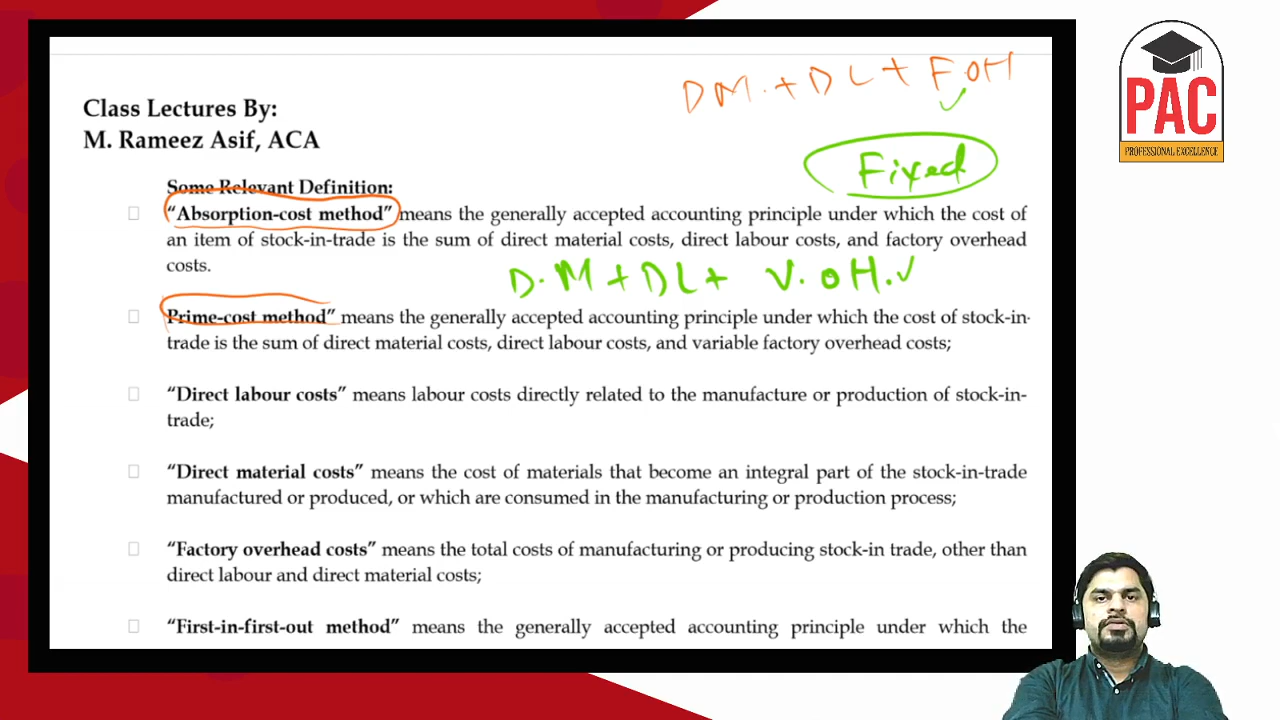 DM.+DL+F.OH
Class Lectures By:
M. Rameez Asif, ACA
PAC
PROFESSIONAL EXCELLENCE
Fixed
Some Relevant Definition:
“Absorption-cost method” means the generally accepted accounting principle under which the cost of
an item of stock-in-trade is the sum of direct material costs, direct labour costs, and factory overhead
costs.
D.M+DL+ V.OH.✓
Prime-cost method” means the generally accepted accounting principle under which the cost of stock-in-
trade is the sum of direct material costs, direct labour costs, and variable factory overhead costs;
“Direct labour costs” means labour costs directly related to the manufacture or production of stock-in-
trade;
“Direct material costs” means the cost of materials that become an integral part of the stock-in-trade
manufactured or produced, or which are consumed in the manufacturing or production process;
“Factory overhead costs” means the total costs of manufacturing or producing stock-in trade, other than
direct labour and direct material costs;
“First-in-first-out method” means the generally accepted accounting principle under which the